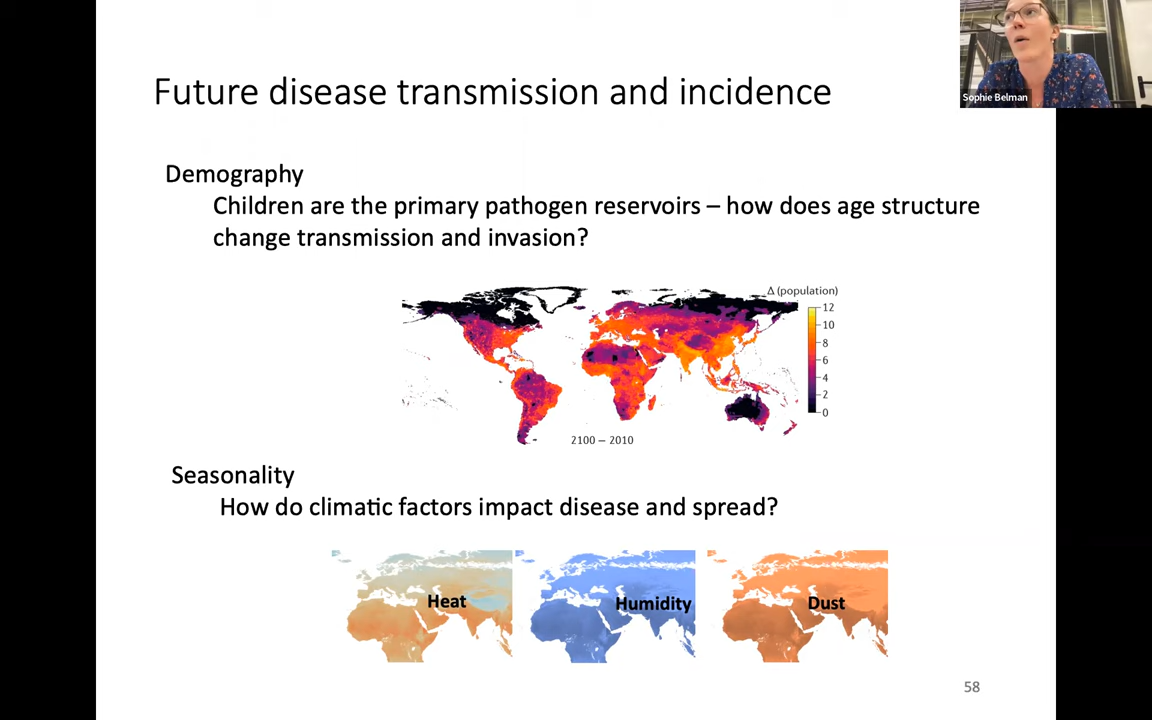 Sophie Belman
Future disease transmission and incidence
Demography
Children are the primary pathogen reservoirs – how does age structure
change transmission and invasion?
Δ (population)
12
10
8
6
4
2
0
2100 – 2010
Seasonality
How do climatic factors impact disease and spread?
Heat
Humidity
Dust
58